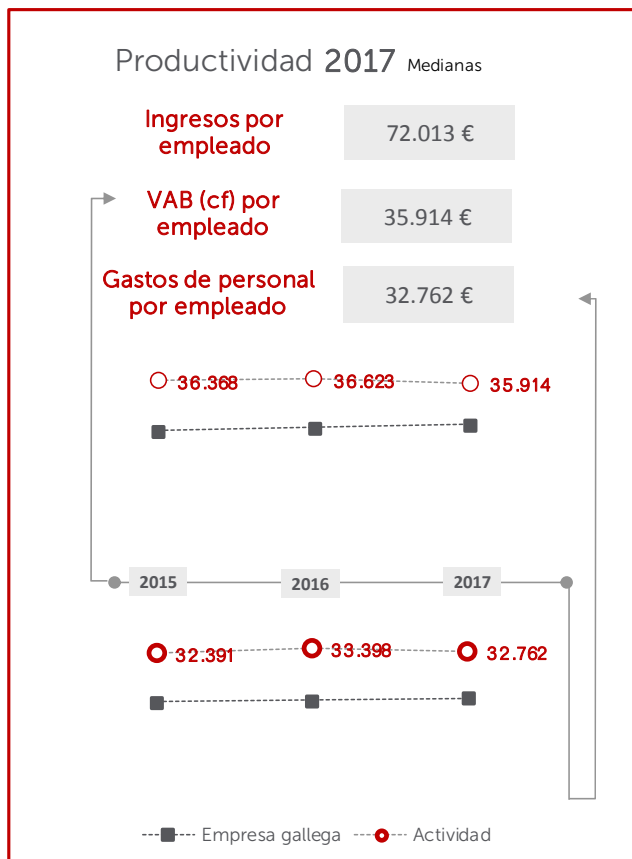 Productividad 2017 Medianas
Ingresos por
empleado
72.013 €
VAB (cf) por
empleado
35.914 €
Gastos de personal
por empleado
32.762 €
36.368
36.623
35.914
2015
2016
2017
32.391
33.398
32.762
Empresa gallega
Actividad